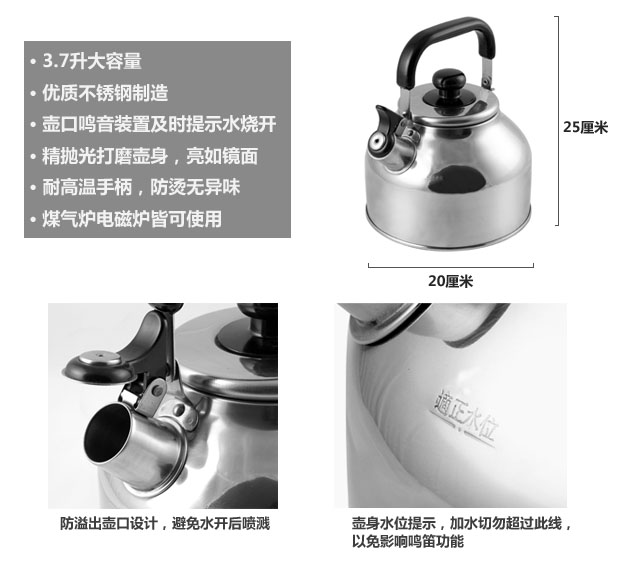 • 3.7升大容量
• 优质不锈钢制造
• 壶口鸣音装置及时提示水烧开
• 精抛光打磨壶身，亮如镜面
• 耐高温手柄，防烫无异味
• 煤气炉电磁炉皆可使用
25厘米
20厘米
適正水位
防溢出壶口设计，避免水开后喷溅
壶身水位提示，加水切勿超过此线，
以免影响鸣笛功能